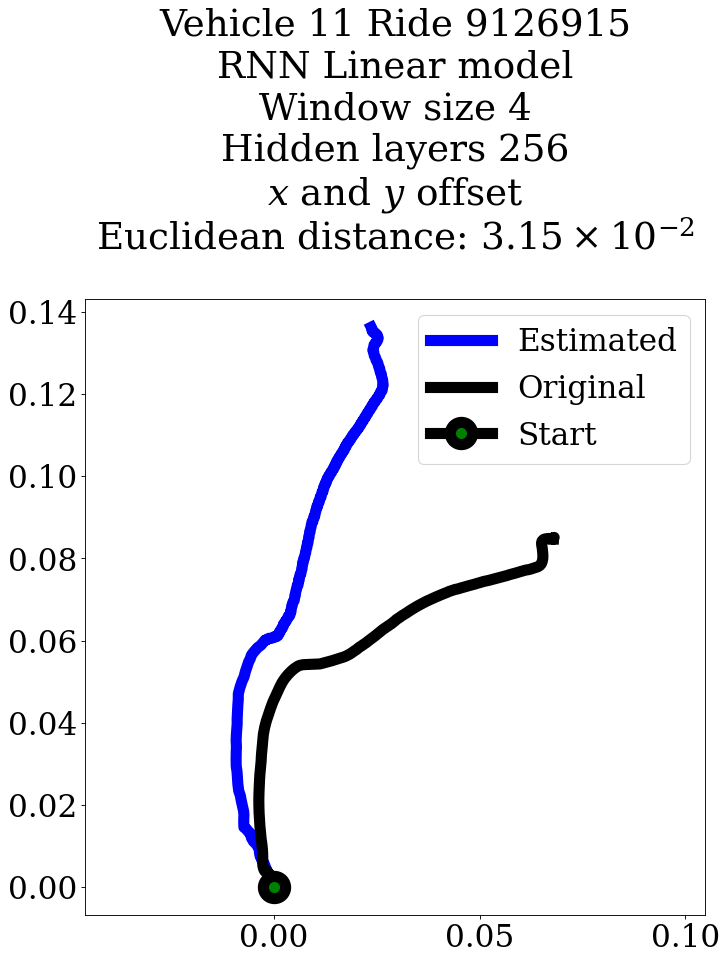 Vehicle 11 Ride 9126915
RNN Linear model
Window size 4
Hidden layers 256
x and y offset
Euclidean distance: 3.15 × 10⁻²
0.14
0.12
0.10
0.08
0.06
0.04
0.02
0.00
Estimated
Original
Start
0.00 0.05 0.10